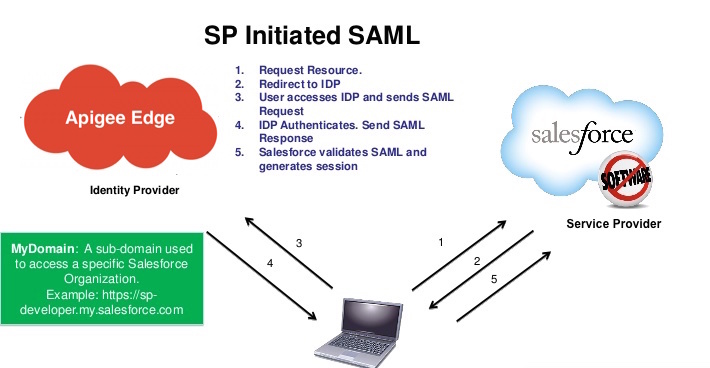 SP Initiated SAML
1. Request Resource.
2. Redirect to IDP
3. User accesses IDP and sends SAML
Request
4. IDP Authenticates. Send SAML
Response
5. Salesforce validates SAML and
generates session
Apigee Edge
Identity Provider
salesforce
SOFTWARE
Service Provider
MyDomain: A sub-domain used
to access a specific Salesforce
Organization.
Example: https://sp-
developer.my.salesforce.com
3
4
1
2
5